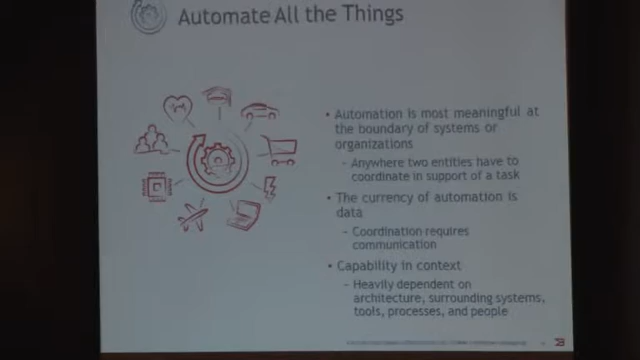 Automate All the Things
• Automation is most meaningful at
the boundary of systems or
organizations
– Anywhere two entities have to
coordinate in support of a task
• The currency of automation is
data
– Coordination requires
communication
• Capability in context
– Heavily dependent on
architecture, surrounding systems,
tools, processes, and people